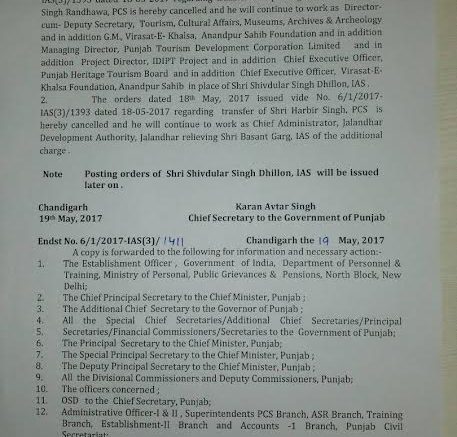 Singh Randhawa, PCS is hereby cancelled and he will continue to work as Director-
cum- Deputy Secretary, Tourism, Cultural Affairs, Museums, Archives & Archeology
and in addition G.M., Virasat-E- Khalsa, Anandpur Sahib Foundation and in addition
Managing Director, Punjab Tourism Development Corporation Limited and in
addition Project Director, IDIPT Project and in addition Chief Executive Officer,
Punjab Heritage Tourism Board and in addition Chief Executive Officer, Virasat-E-
Khalsa Foundation, Anandpur Sahib in place of Shri Shivdular Singh Dhillon, IAS .
2. The orders dated 18th May, 2017 issued vide No. 6/1/2017-
IAS(3)/1393 dated 18-05-2017 regarding transfer of Shri Harbir Singh, PCS is
hereby cancelled and he will continue to work as Chief Administrator, Jalandhar
Development Authority, Jalandhar relieving Shri Basant Garg, IAS of the additional
charge .
Note Posting orders of Shri Shivdular Singh Dhillon, IAS will be issued
later on .
Chandigarh Karan Avtar Singh
19th May, 2017 Chief Secretary to the Government of Punjab
Endst No. 6/1/2017-IAS(3)/ 1411 Chandigarh the 19 May, 2017
A copy is forwarded to the following for information and necessary action:-
1. The Establishment Officer , Government of India, Department of Personnel &
Training, Ministry of Personal, Public Grievances & Pensions, North Block, New
Delhi;
2. The Chief Principal Secretary to the Chief Minister, Punjab ;
3. The Additional Chief Secretary to the Governor of Punjab ;
4. All the Special Chief Secretaries/Additional Chief Secretaries/Principal
5. Secretaries/Financial Commissioners/Secretaries to the Government of Punjab;
6. The Principal Secretary to the Chief Minister, Punjab;
7. The Special Principal Secretary to the Chief Minister, Punjab ;
8. The Deputy Principal Secretary to the Chief Minister, Punjab ;
9. All the Divisional Commissioners and Deputy Commissioners, Punjab;
10. The officers concerned ;
11. OSD to the Chief Secretary, Punjab;
12. Administrative Officer-I & II , Superintendents PCS Branch, ASR Branch, Training
Branch, Establishment-II Branch and Accounts -1 Branch, Punjab Civil
Secretariat;